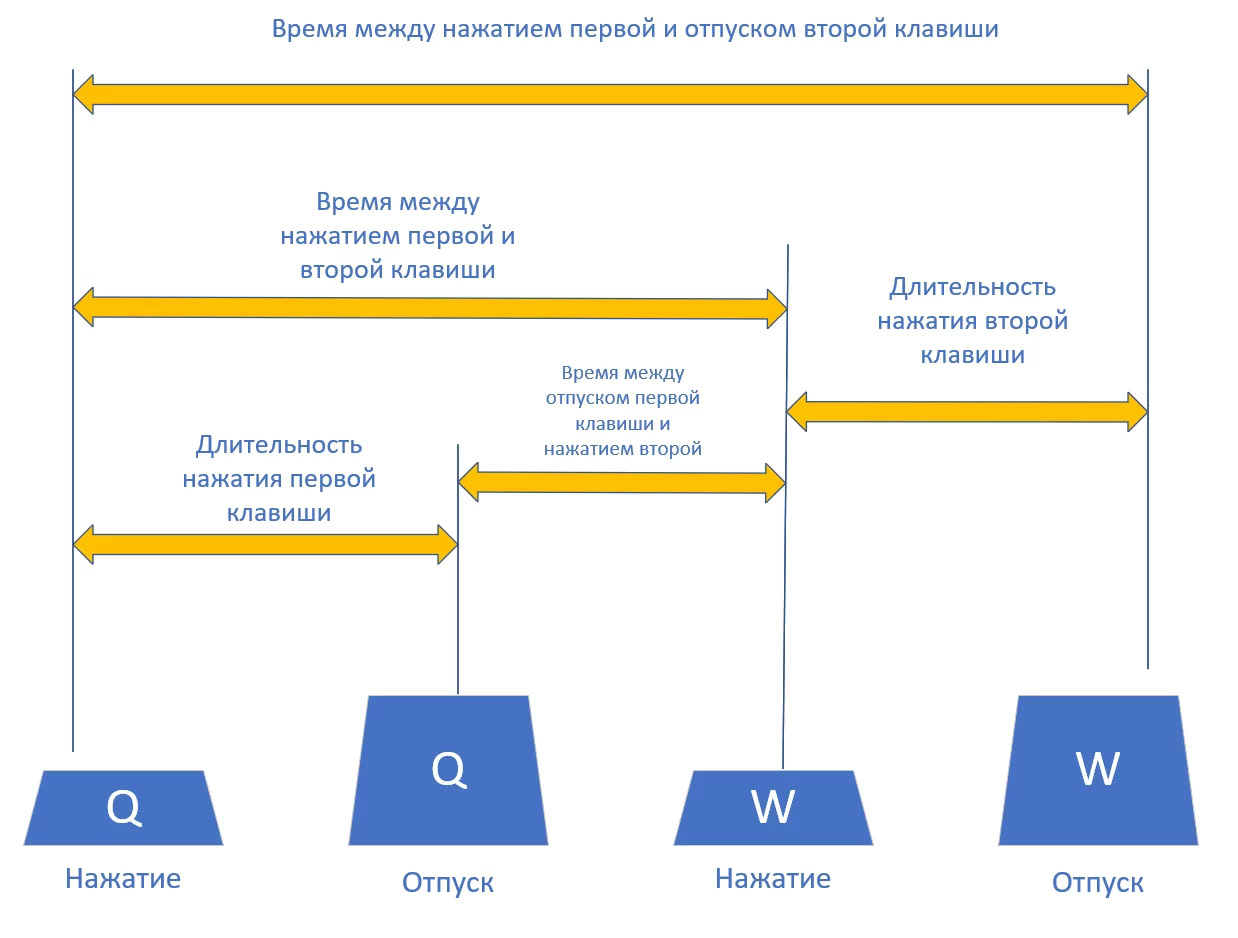 Время между нажатием первой и отпуском второй клавиши
Время между
нажатием первой и
второй клавиши
Длительность
нажатия второй
клавиши
Время между
отпуском первой
клавиши и
нажатием второй
Длительность
нажатия первой
клавиши
Q
Q
W
W
Нажатие
Отпуск
Нажатие
Отпуск